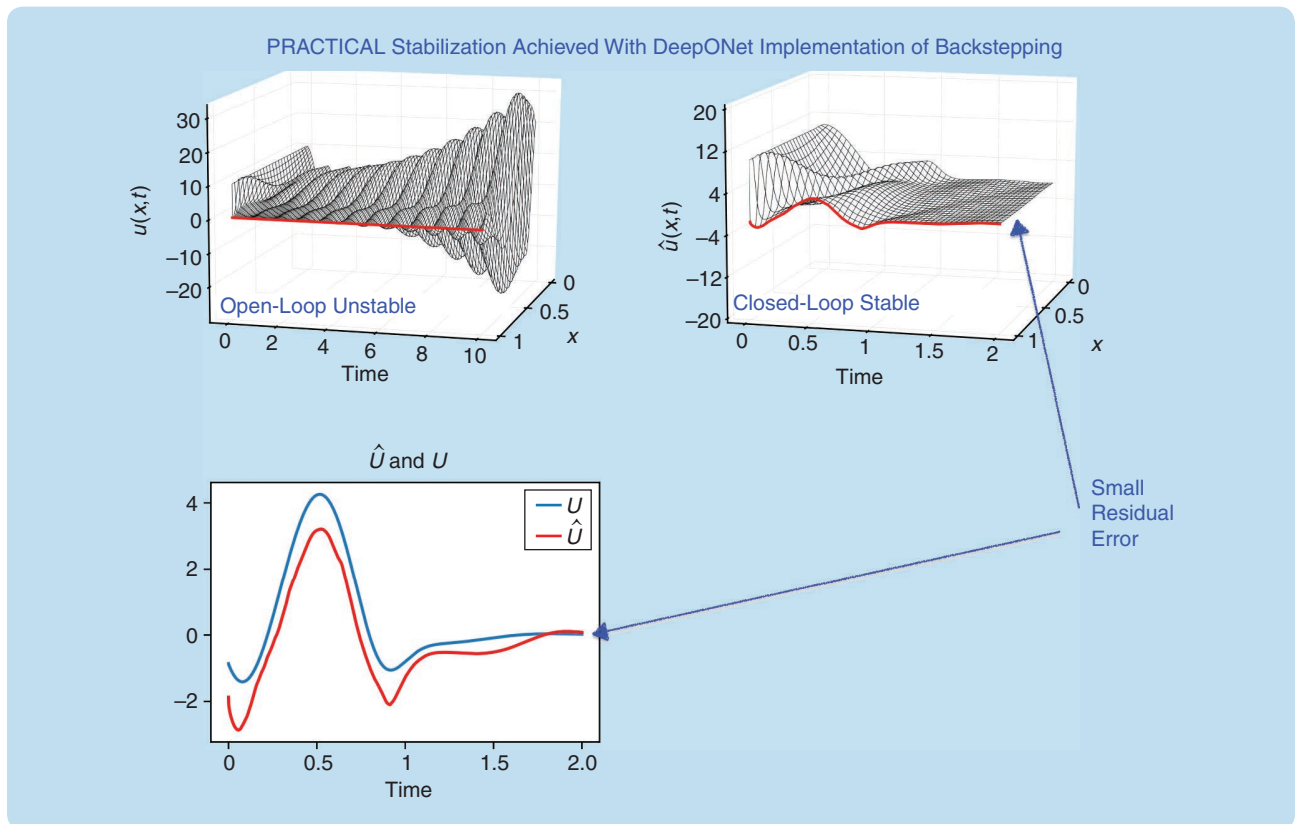 PRACTICAL Stabilization Achieved With DeepONet Implementation of Backstepping
30
20
10
0
−10
−20
u(x,t)
Open-Loop Unstable
0
2
4
6
8
10
Time
0
0.5
1
x
20
12
4
−4
−12
−20
û(x,t)
Closed-Loop Stable
0
0.5
1
1.5
2
Time
0
0.5
1
x
Û and U
4
2
0
−2
U
Û
0
0.5
1
1.5
2.0
Time
Small
Residual
Error